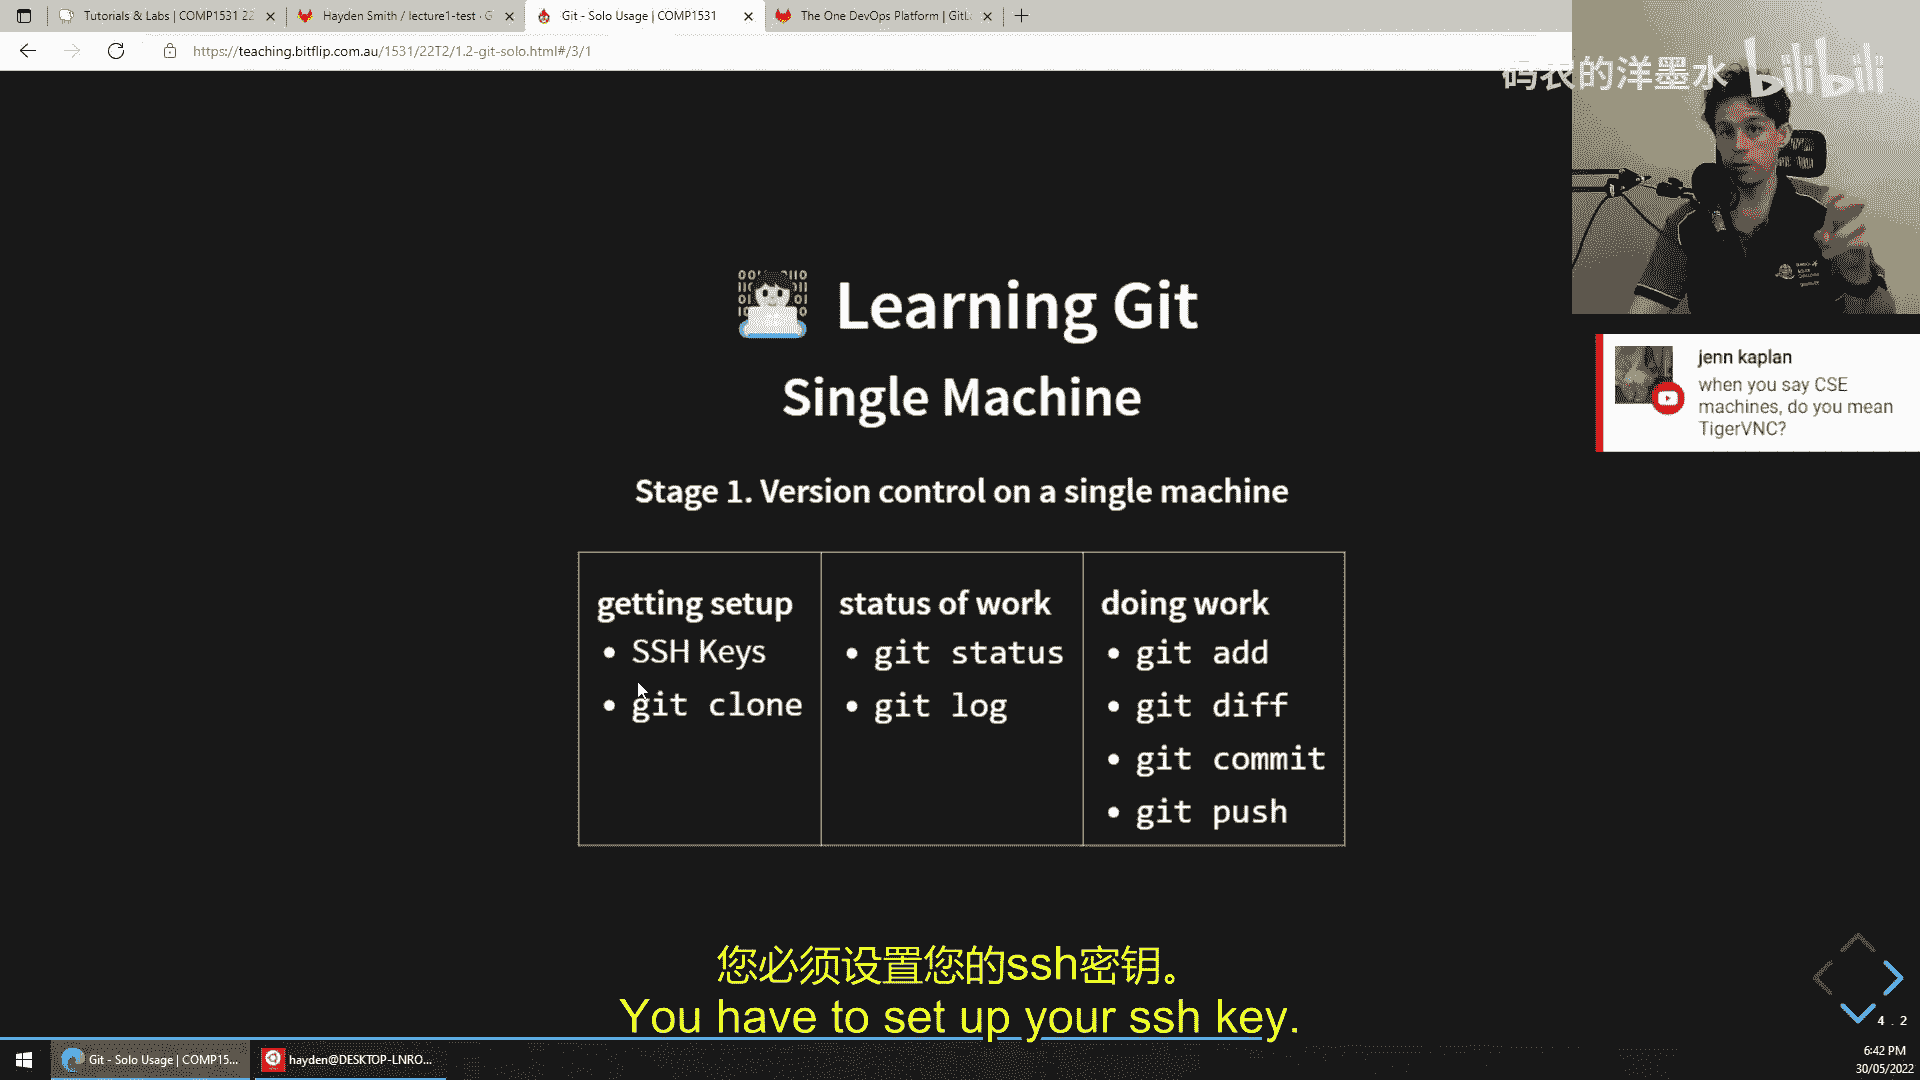 Tutorials & Labs | COMP1531 22
Hayden Smith / lecture1-test · G
Git - Solo Usage | COMP1531
The One DevOps Platform | GitL
https://teaching.bitflip.com.au/1531/22T2/1.2-git-solo.html#/3/1
码农的洋墨水 bilibili
Learning Git
Single Machine
Stage 1. Version control on a single machine
getting setup
• SSH Keys
• git clone
status of work
• git status
• git log
doing work
• git add
• git diff
• git commit
• git push
jenn kaplan
when you say CSE
machines, do you mean
TigerVNC?
您必须设置您的ssh密钥。
You have to set up your ssh key.
4 . 2
Git - Solo Usage | COMP15...
hayden@DESKTOP-LNRO...
6:42 PM
30/05/2022